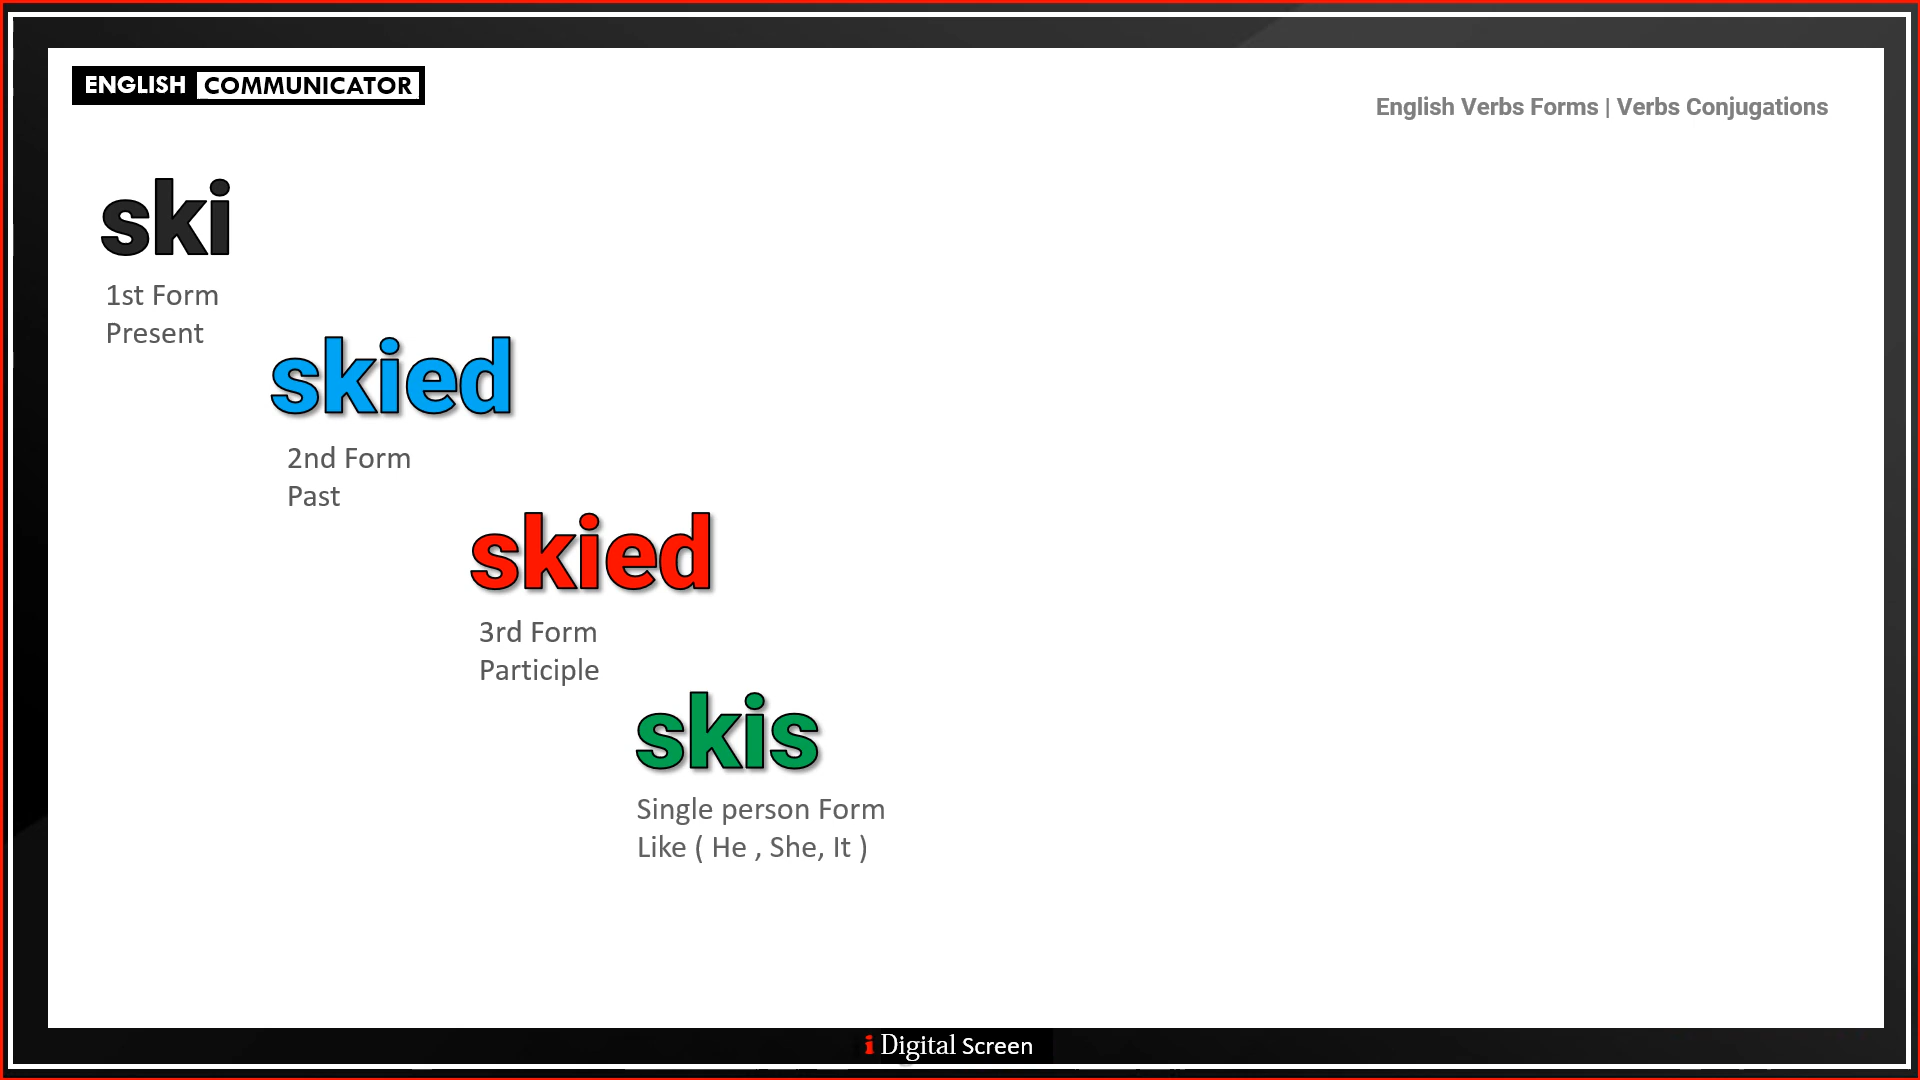 ENGLISH COMMUNICATOR
English Verbs Forms | Verbs Conjugations
ski
1st Form
Present
skied
2nd Form
Past
skied
3rd Form
Participle
skis
Single person Form
Like ( He , She, It )
i Digital Screen